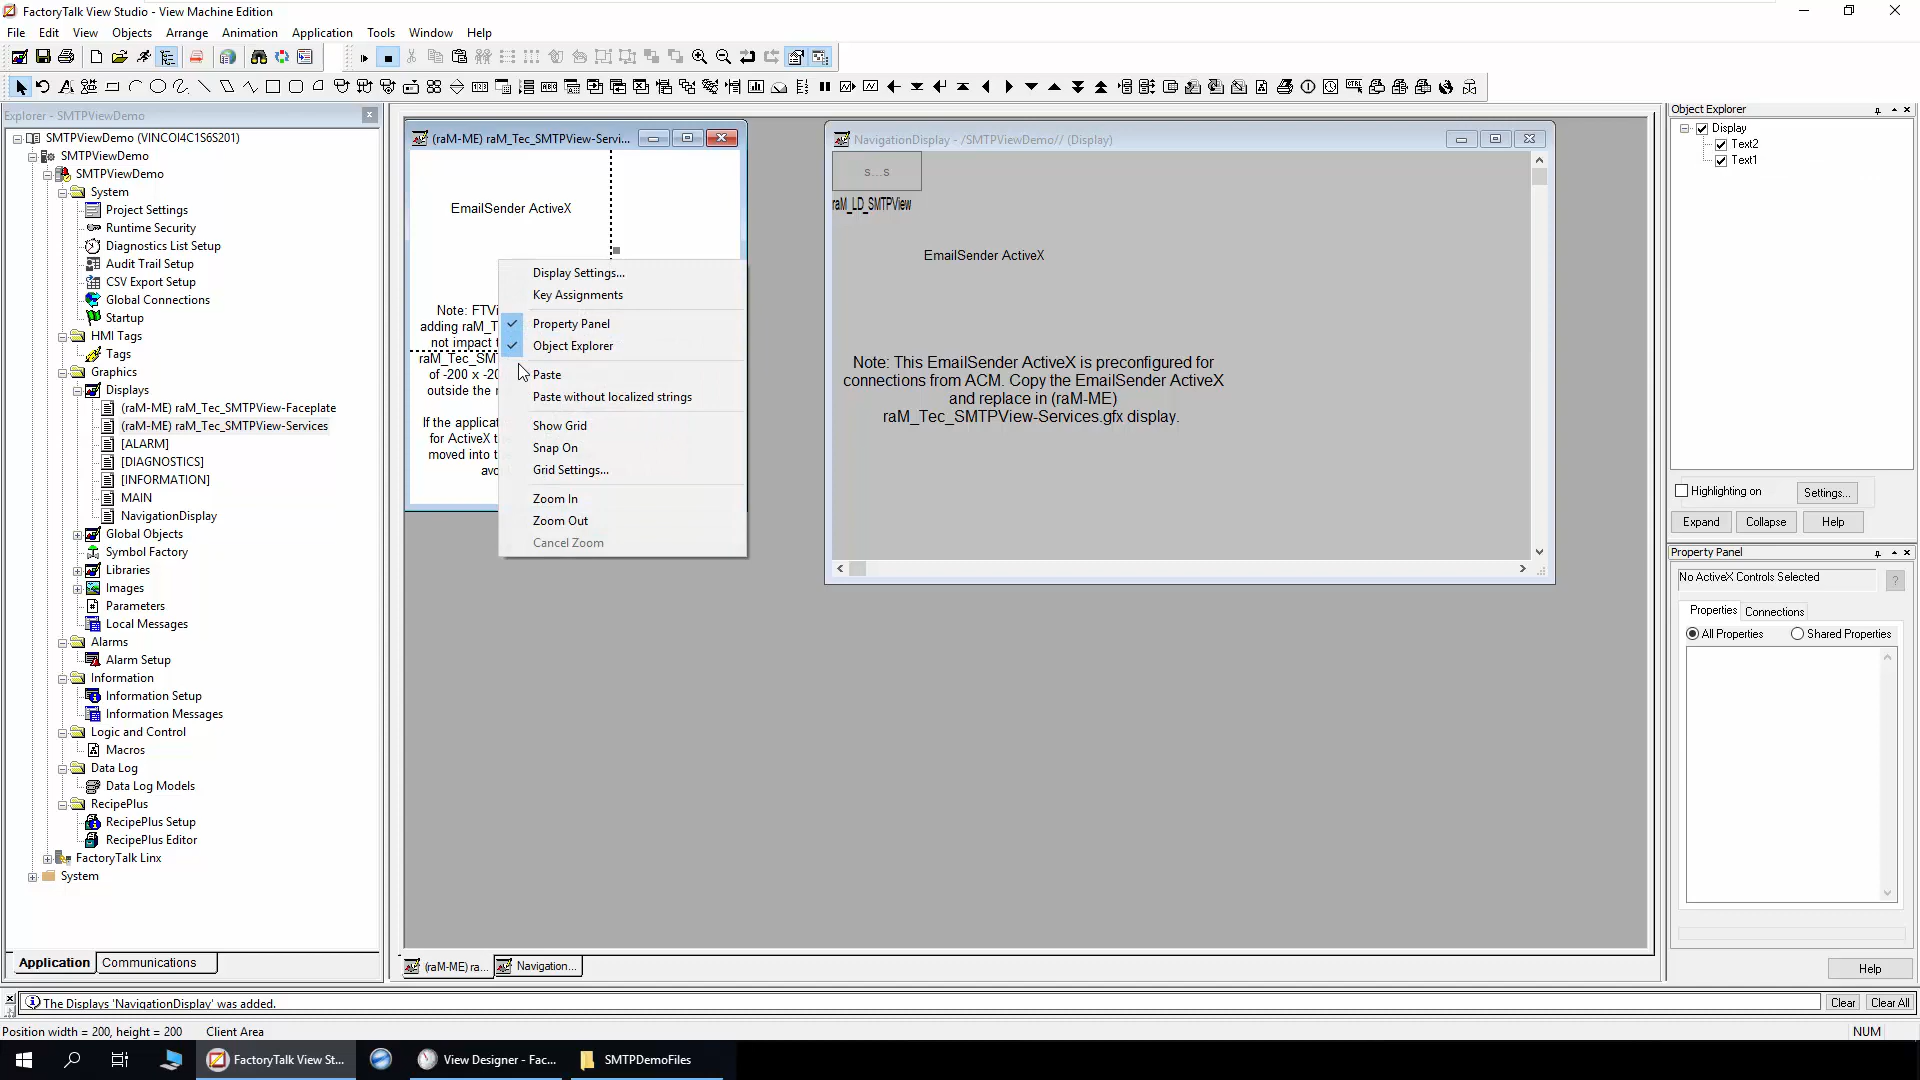 FactoryTalk View Studio - View Machine Edition
File Edit View Objects Arrange Animation Application Tools Window Help
Explorer - SMTPViewDemo
SMTPViewDemo (VINCOI4C1S6S201)
SMTPViewDemo
SMTPViewDemo
System
Project Settings
Runtime Security
Diagnostics List Setup
Audit Trail Setup
CSV Export Setup
Global Connections
Startup
HMI Tags
Tags
Graphics
Displays
(raM-ME) raM_Tec_SMTPView-Faceplate
(raM-ME) raM_Tec_SMTPView-Services
[ALARM]
[DIAGNOSTICS]
[INFORMATION]
MAIN
NavigationDisplay
Global Objects
Symbol Factory
Libraries
Images
Parameters
Local Messages
Alarms
Alarm Setup
Information
Information Setup
Information Messages
Logic and Control
Macros
Data Log
Data Log Models
RecipePlus
RecipePlus Setup
RecipePlus Editor
FactoryTalk Linx
System
Application Communications
(raM-ME) raM_Tec_SMTPView-Servi...
EmailSender ActiveX
Note: FTVi
adding raM_T
not impact t
raM_Tec_SMT
of -200 x -20
outside the r
If the applicat
for ActiveX t
moved into t
avo
Display Settings...
Key Assignments
Property Panel
Object Explorer
Paste
Paste without localized strings
Show Grid
Snap On
Grid Settings...
Zoom In
Zoom Out
Cancel Zoom
NavigationDisplay - /SMTPViewDemo// (Display)
s...s
raM_LD_SMTPView
EmailSender ActiveX
Note: This EmailSender ActiveX is preconfigured for
connections from ACM. Copy the EmailSender ActiveX
and replace in (raM-ME)
raM_Tec_SMTPView-Services.gfx display.
(raM-ME) ra... Navigation...
Object Explorer
Display
Text2
Text1
Highlighting on Settings...
Expand Collapse Help
Property Panel
No ActiveX Controls Selected ?
Properties Connections
All Properties Shared Properties
Help
The Displays 'NavigationDisplay' was added. Clear Clear All
Position width = 200, height = 200 Client Area NUM
FactoryTalk View St... View Designer - Fac... SMTPDemoFiles